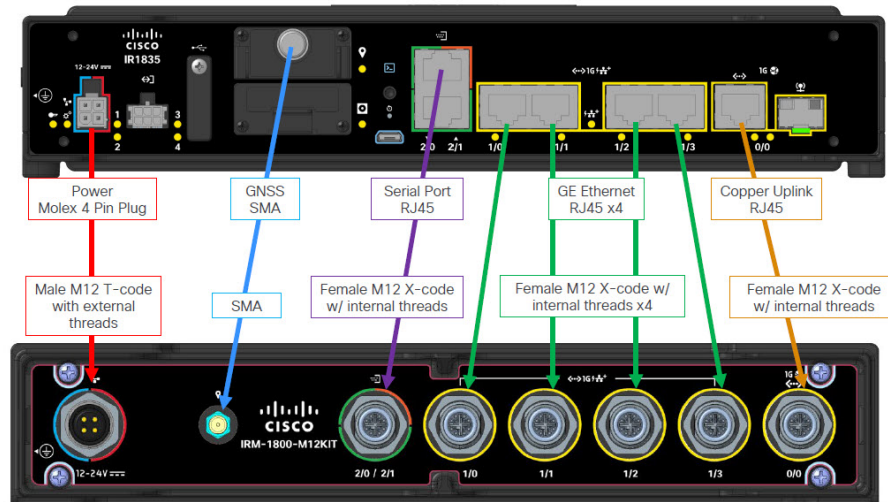 CISCO
IR1835
12-24V
1G
1G
1
3
2
4
2/0
2/1
1/0
1/1
1/2
1/3
0/0
Power
Molex 4 Pin Plug
GNSS
SMA
Serial Port
RJ45
GE Ethernet
RJ45 x4
Copper Uplink
RJ45
Male M12 T-code
with external
threads
SMA
Female M12 X-code
w/ internal threads
Female M12 X-code w/
internal threads x4
Female M12 X-code
w/ internal threads
1G
1G
CISCO
IRM-1800-M12KIT
12-24V
2/0 / 2/1
1/0
1/1
1/2
1/3
0/0